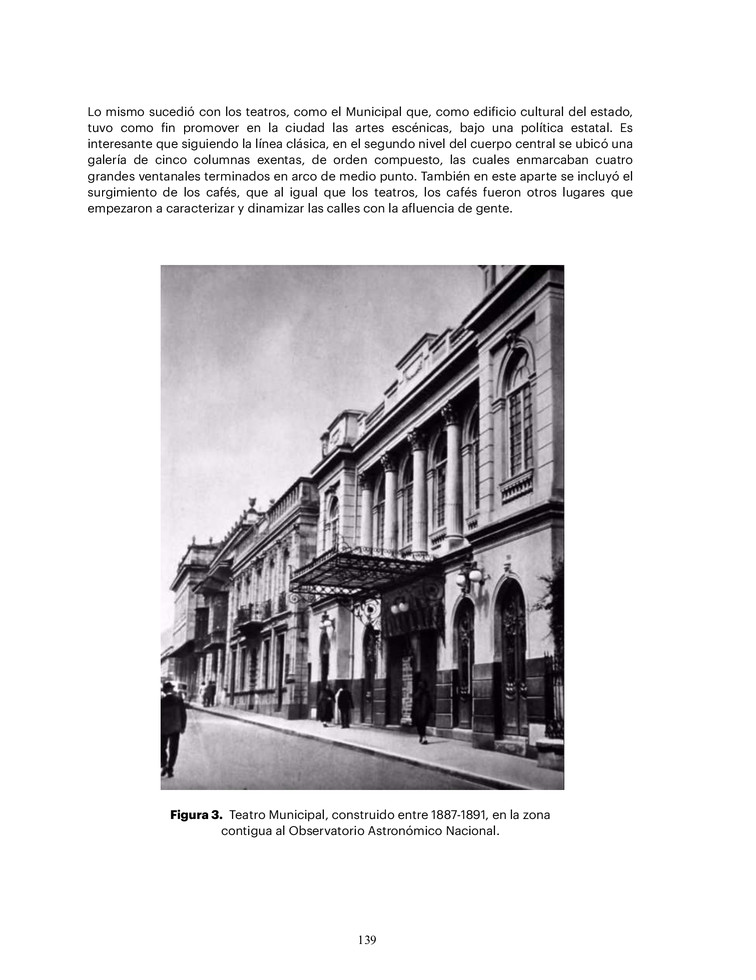 Lo mismo sucedió con los teatros, como el Municipal que, como edificio cultural del estado,
tuvo como fin promover en la ciudad las artes escénicas, bajo una política estatal. Es
interesante que siguiendo la línea clásica, en el segundo nivel del cuerpo central se ubicó una
galería de cinco columnas exentas, de orden compuesto, las cuales enmarcaban cuatro
grandes ventanales terminados en arco de medio punto. También en este aparte se incluyó el
surgimiento de los cafés, que al igual que los teatros, los cafés fueron otros lugares que
empezaron a caracterizar y dinamizar las calles con la afluencia de gente.
Figura 3. Teatro Municipal, construido entre 1887-1891, en la zona
contigua al Observatorio Astronómico Nacional.
139